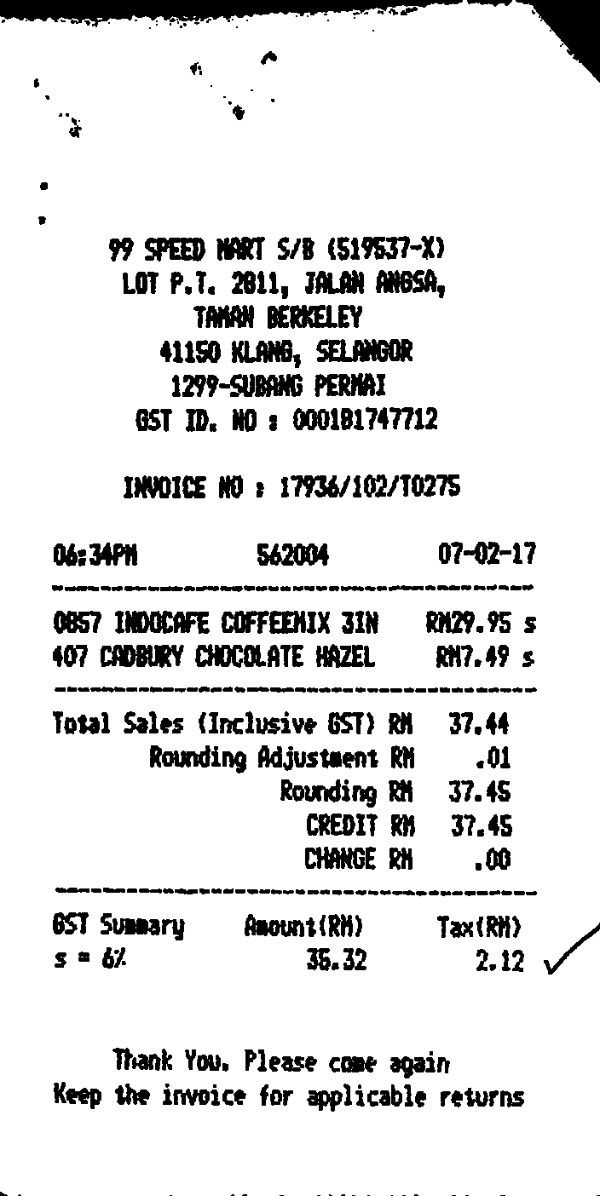 99 SPEED MART S/B (519537-X)
LOT P.T. 2811, JALAN ANGSA,
TAMAN BERKELEY
41150 KLANG, SELANGOR
1299-SUBANG PERMAI
GST ID. NO : 000181747712
INVOICE NO : 17936/102/T0275
06:34PM 562004 07-02-17
0857 INDOCAFE COFFEEMIX 3IN RM29.95 s
407 CADBURY CHOCOLATE HAZEL RM7.49 s
Total Sales (Inclusive GST) RM 37.44
Rounding Adjustment RM .01
Rounding RM 37.45
CREDIT RM 37.45
CHANGE RM .00
GST Summary Amount(RM) Tax(RM)
s = 6% 35.32 2.12
Thank You. Please come again
Keep the invoice for applicable returns